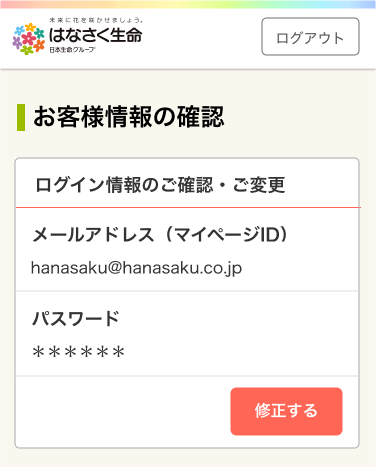 未来に花を咲かせましょう。
はなさく生命
日本生命グループ
ログアウト
お客様情報の確認
ログイン情報のご確認・ご変更
メールアドレス（マイページID）
hanasaku@hanasaku.co.jp
パスワード
＊＊＊＊＊＊
修正する